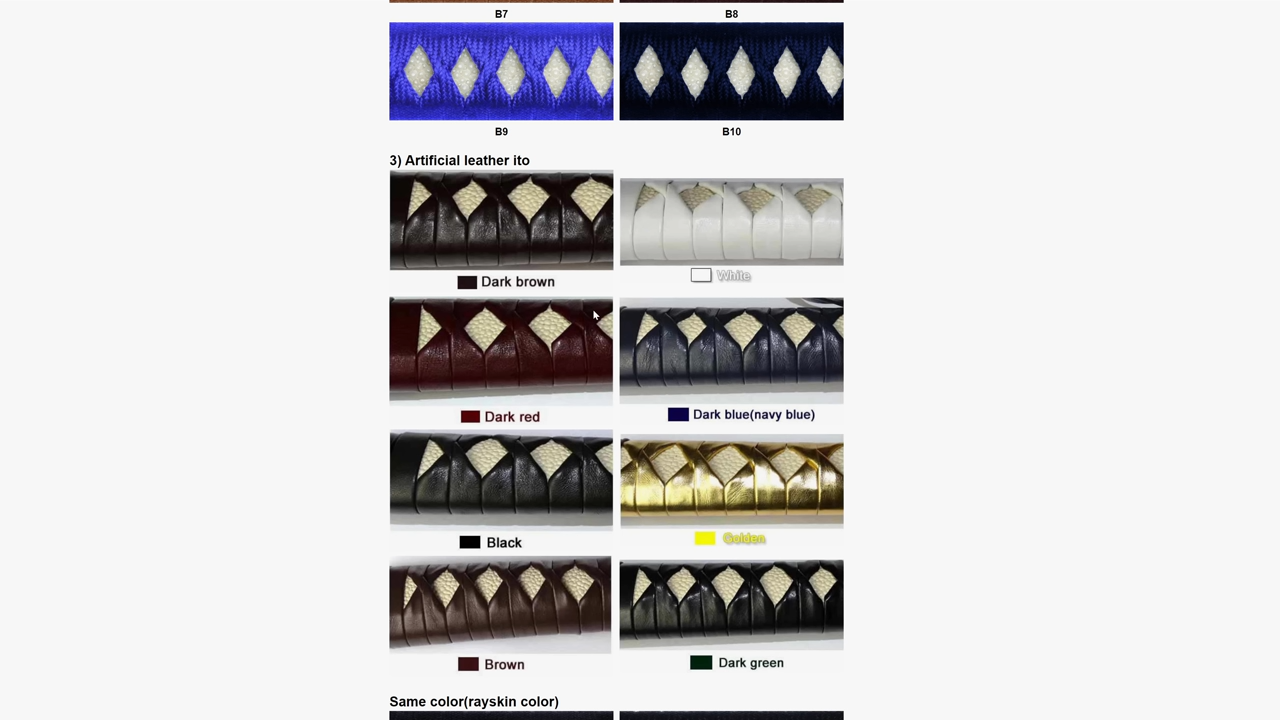 B7
B8
B9
B10
3) Artificial leather ito
Dark brown
White
Dark red
Dark blue(navy blue)
Black
Golden
Brown
Dark green
Same color(rayskin color)